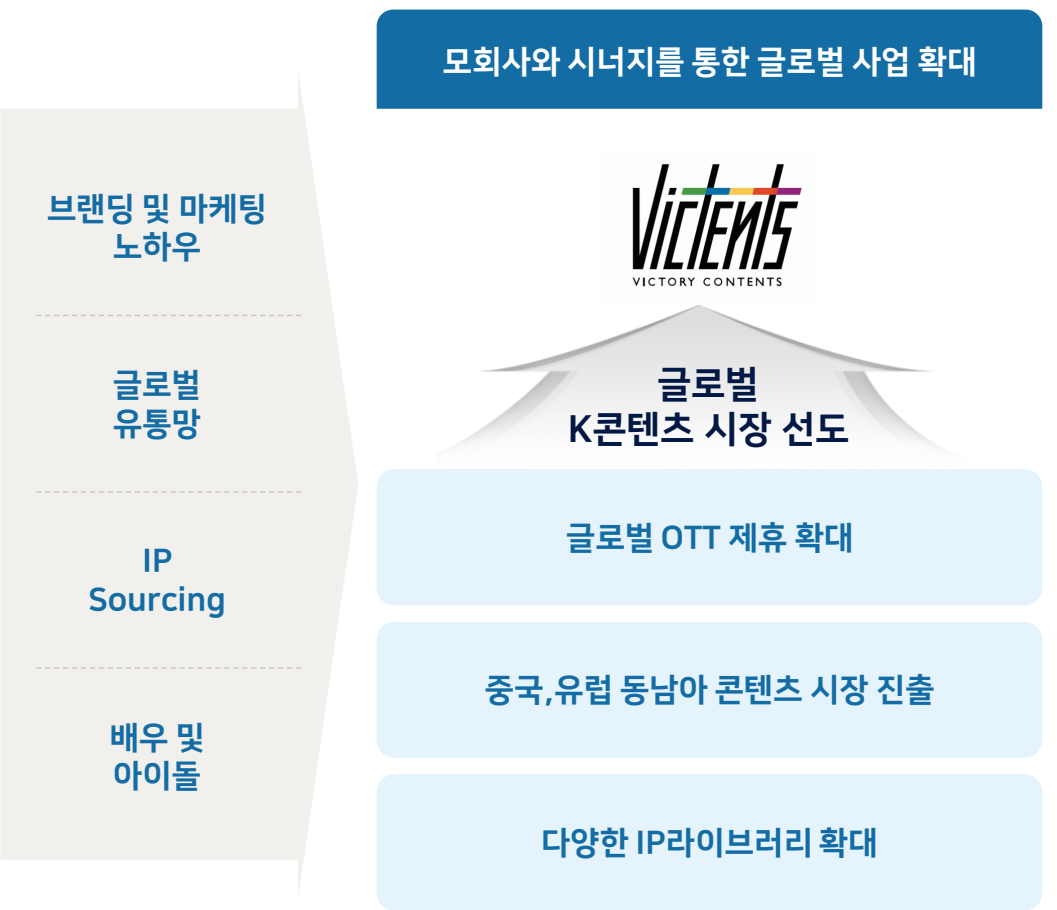 모회사와 시너지를 통한 글로벌 사업 확대
브랜딩 및 마케팅
노하우
글로벌
유통망
IP
Sourcing
배우 및
아이돌
Victents
VICTORY CONTENTS
글로벌
K콘텐츠 시장 선도
글로벌 OTT 제휴 확대
중국,유럽 동남아 콘텐츠 시장 진출
다양한 IP라이브러리 확대